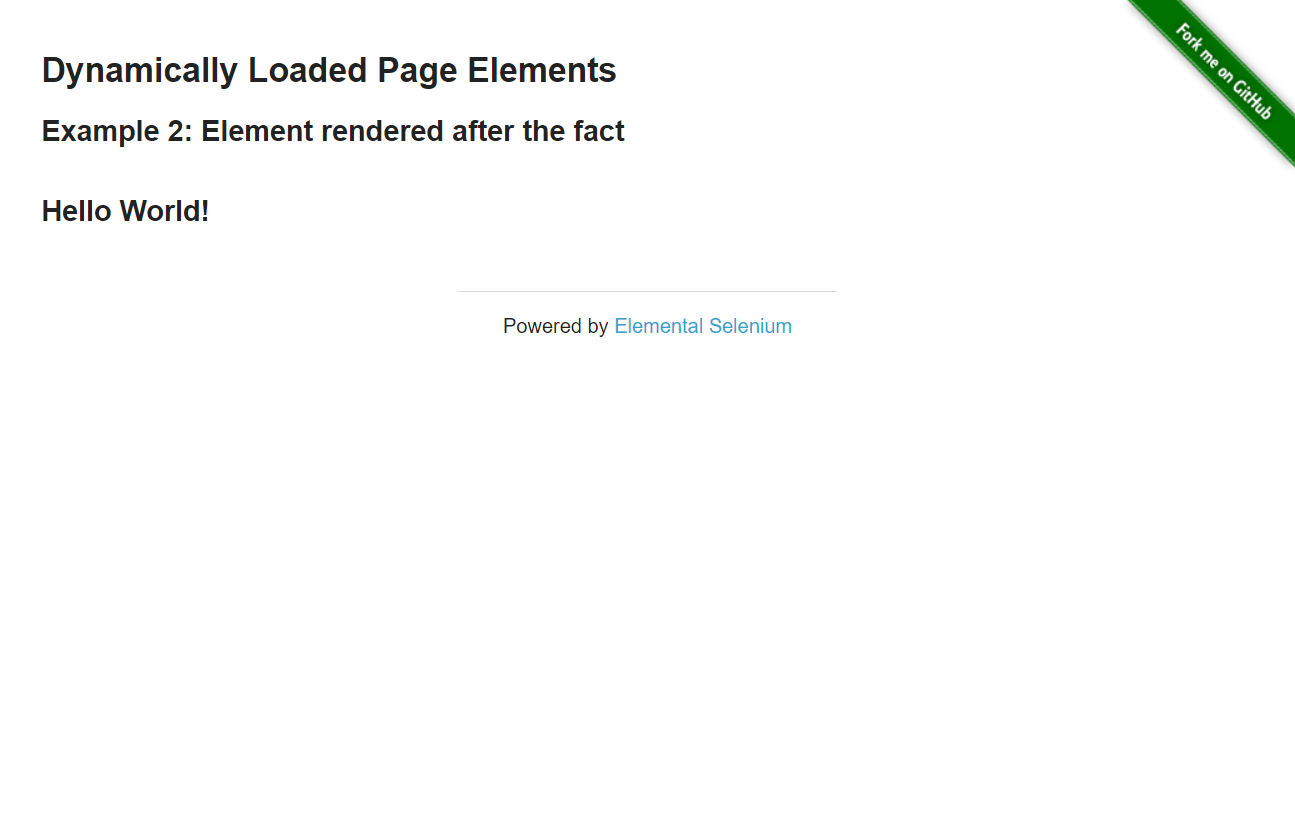 Fork me on GitHub
Dynamically Loaded Page Elements
Example 2: Element rendered after the fact
Hello World!
Powered by Elemental Selenium